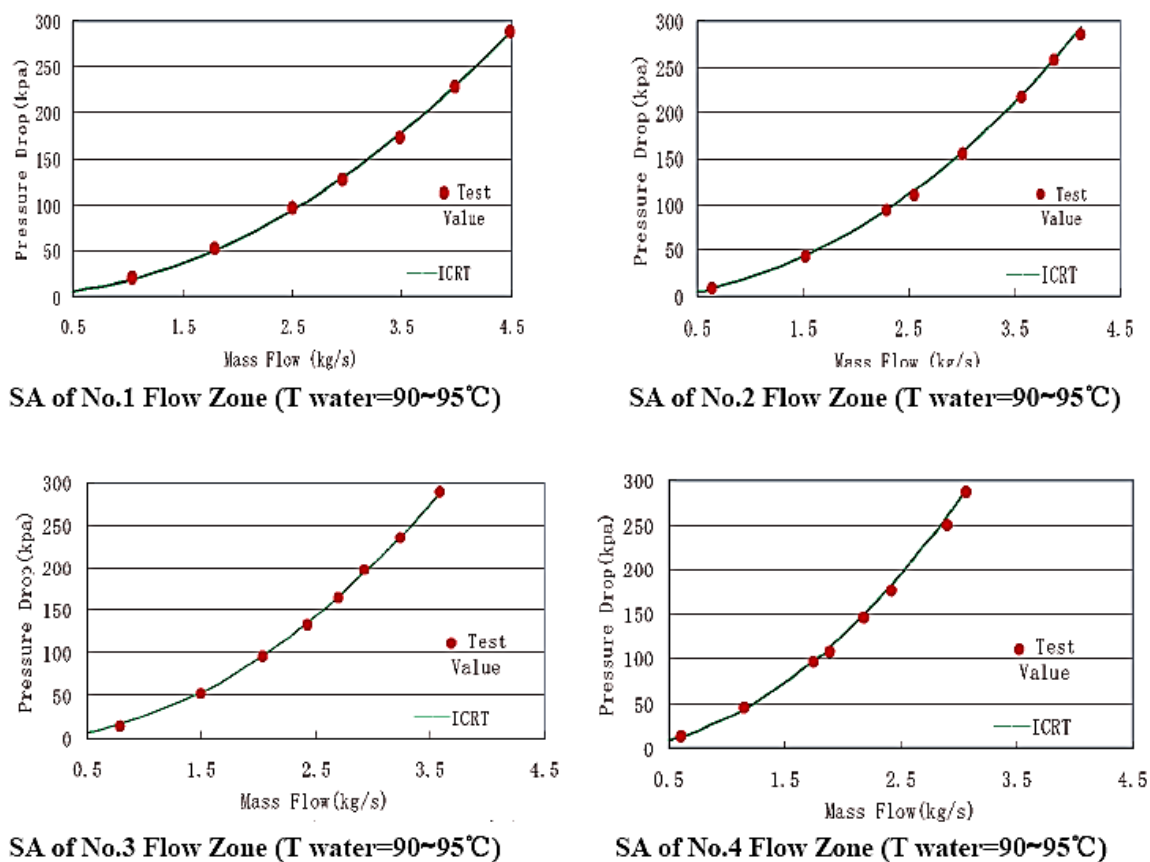 300
250
200
150
100
50
0
Pressure Drop(kpa)
Test
Value
ICRT
0.5 1.5 2.5 3.5 4.5
Mass Flow (kg/s)
SA of No.1 Flow Zone (T water=90~95℃)
300
250
200
150
100
50
0
Pressure Drop(kpa)
Test
Value
ICRT
0.5 1.5 2.5 3.5 4.5
Mass Flow (kg/s)
SA of No.2 Flow Zone (T water=90~95℃)
300
250
200
150
100
50
0
Pressure Drop(kpa)
Test
Value
ICRT
0.5 1.5 2.5 3.5 4.5
Mass Flow(kg/s)
SA of No.3 Flow Zone (T water=90~95℃)
300
250
200
150
100
50
0
Pressure Drop(kpa)
Test
Value
ICRT
0.5 1.5 2.5 3.5 4.5
Mass Flow(kg/s)
SA of No.4 Flow Zone (T water=90~95℃)